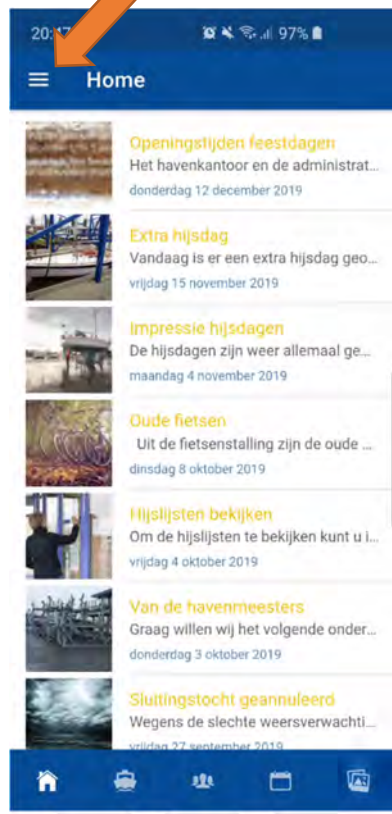 97%
Home
Openingstijden feestdagen
Het havenkantoor en de administrat...
donderdag 12 december 2019
Extra hijsdag
Vandaag is er een extra hijsdag geo...
vrijdag 15 november 2019
Impressie hijsdagen
De hijsdagen zijn weer allemaal ge...
maandag 4 november 2019
Oude fietsen
Uit de fietsenstalling zijn de oude ...
dinsdag 8 oktober 2019
Hijslijsten bekijken
Om de hijslijsten te bekijken kunt u i...
vrijdag 4 oktober 2019
Van de havenmeesters
Graag willen wij het volgende onder...
donderdag 3 oktober 2019
Sluitingstocht geannuleerd
Wegens de slechte weersverwachti...
vrijdag 27 september 2019